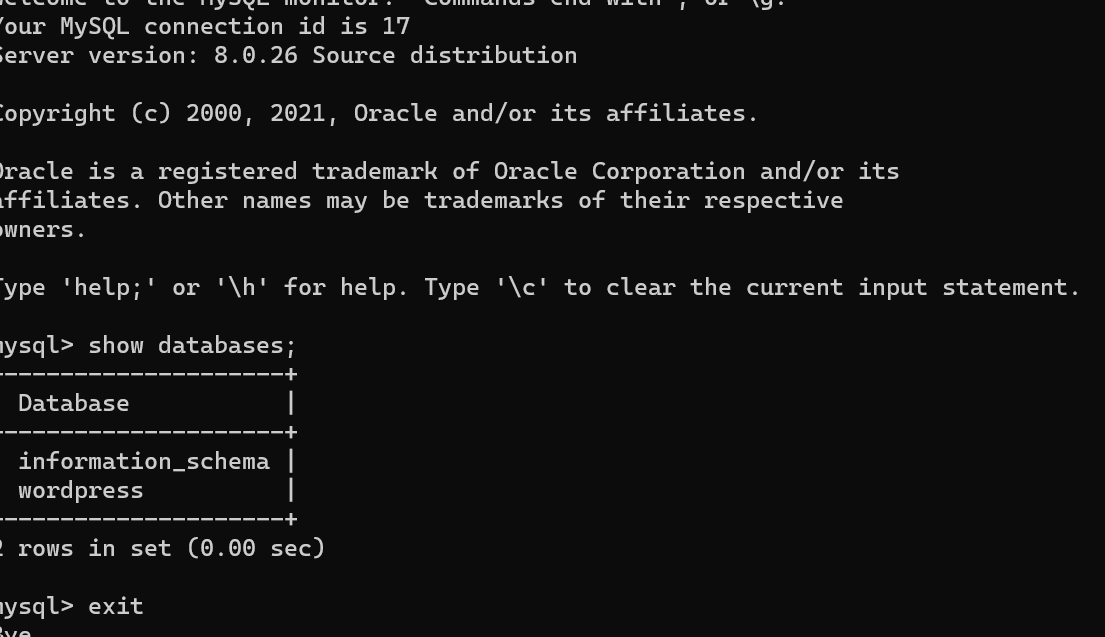 Welcome to the MySQL monitor.  Commands end with ; or \g.
Your MySQL connection id is 17
Server version: 8.0.26 Source distribution
Copyright (c) 2000, 2021, Oracle and/or its affiliates.
Oracle is a registered trademark of Oracle Corporation and/or its
affiliates. Other names may be trademarks of their respective
owners.
Type 'help;' or '\h' for help. Type '\c' to clear the current input statement.
mysql> show databases;
--------------------+
Database           |
--------------------+
information_schema |
wordpress          |
--------------------+
2 rows in set (0.00 sec)
mysql> exit
Bye